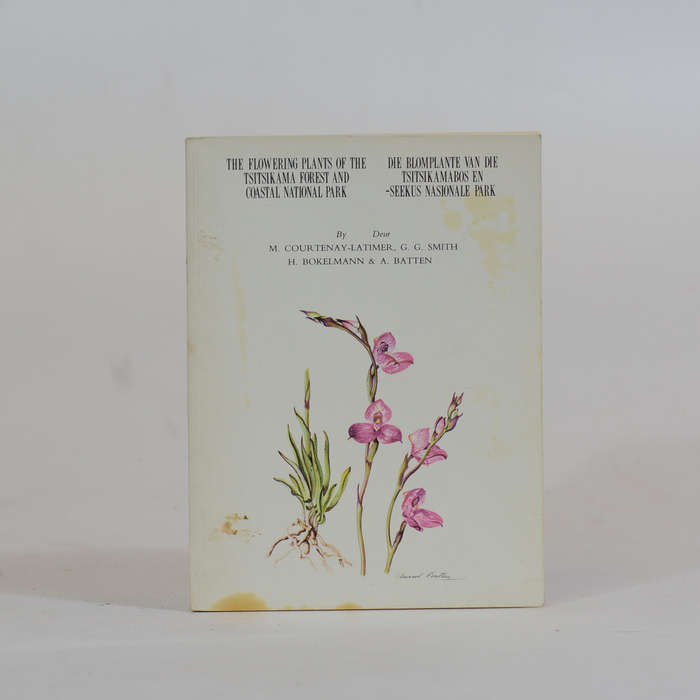 THE FLOWERING PLANTS OF THE
TSITSIKAMA FOREST AND
COASTAL NATIONAL PARK
DIE BLOMPLANTE VAN DIE
TSITSIKAMABOS EN
-SEEKUS NASIONALE PARK
By Deur
M. COURTENAY-LATIMER, G. G. SMITH
H. BOKELMANN & A. BATTEN
Batten